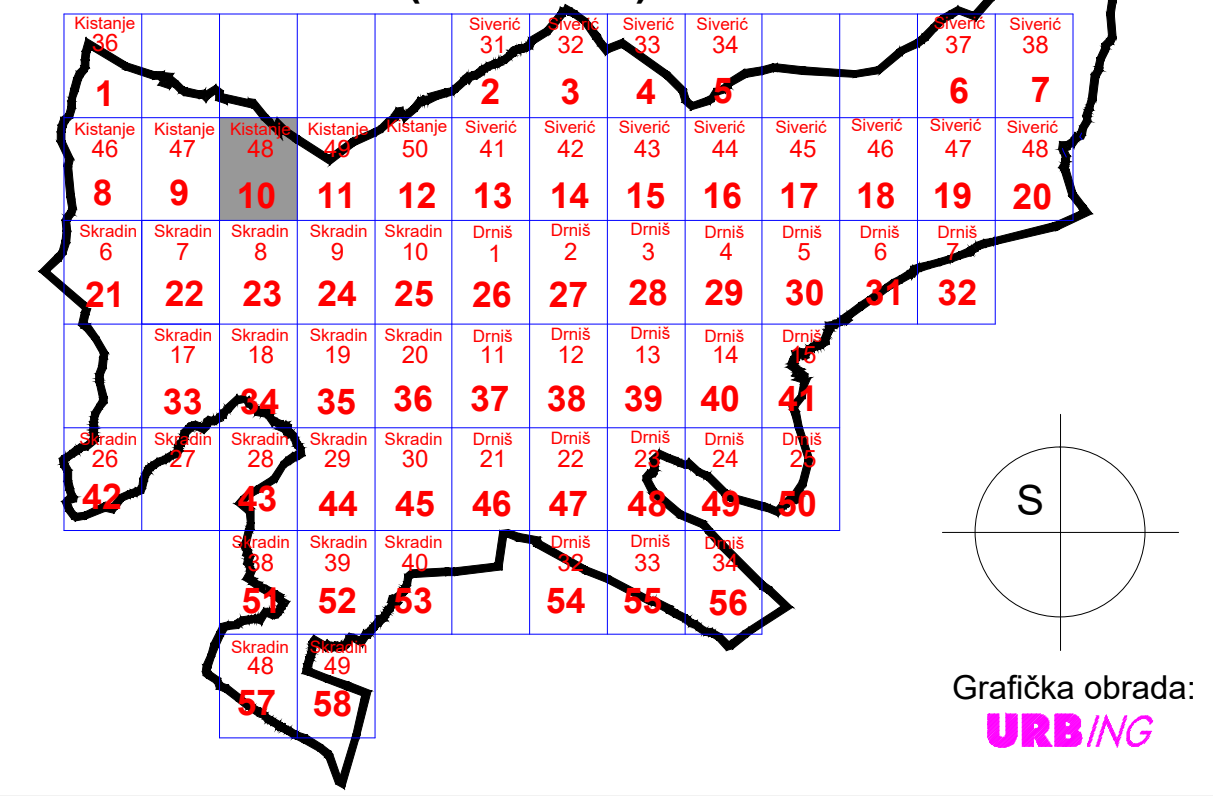 Kistanje Siverić Siverić Siverić Siverić Siverić Siverić
36 31 32 33 34 37 38
1 2 3 4 5 6 7
Kistanje Kistanje Kistanje Kistanje Kistanje Siverić Siverić Siverić Siverić Siverić Siverić Siverić Siverić
46 47 48 49 50 41 42 43 44 45 46 47 48
8 9 10 11 12 13 14 15 16 17 18 19 20
Skradin Skradin Skradin Skradin Skradin Drniš Drniš Drniš Drniš Drniš Drniš Drniš
6 7 8 9 10 1 2 3 4 5 6 7
21 22 23 24 25 26 27 28 29 30 31 32
Skradin Skradin Skradin Skradin Drniš Drniš Drniš Drniš Drniš
17 18 19 20 11 12 13 14 15
33 34 35 36 37 38 39 40 41
Skradin Skradin Skradin Skradin Skradin Drniš Drniš Drniš Drniš Drniš
26 27 28 29 30 21 22 23 24 25
42 43 44 45 46 47 48 49 50
Skradin Skradin Skradin Drniš Drniš Drniš
38 39 40 32 33 34
51 52 53 54 55 56
Skradin Skradin
48 49
57 58
S
Grafička obrada:
URBING